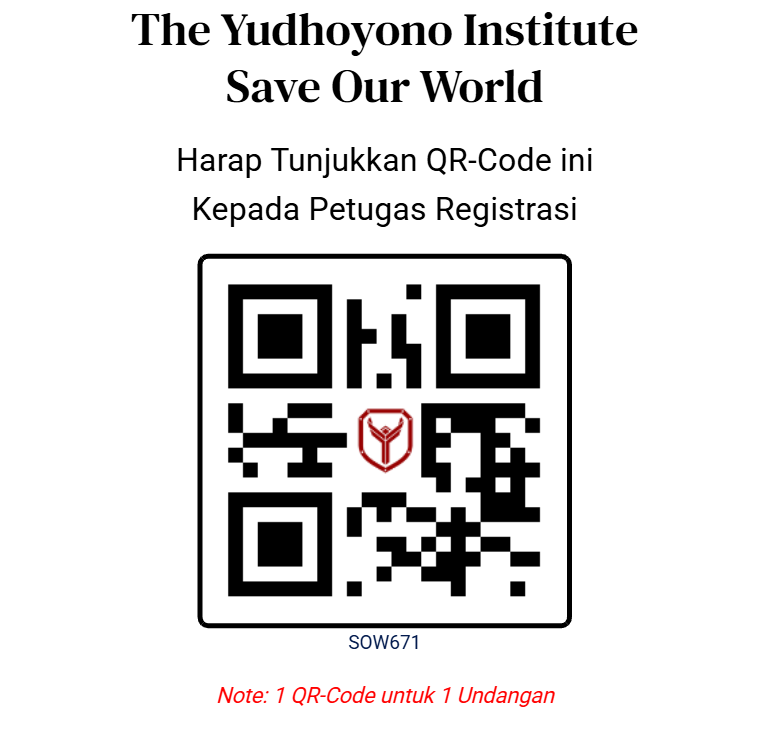 The Yudhoyono Institute
Save Our World
Harap Tunjukkan QR-Code ini
Kepada Petugas Registrasi
SOW671
Note: 1 QR-Code untuk 1 Undangan